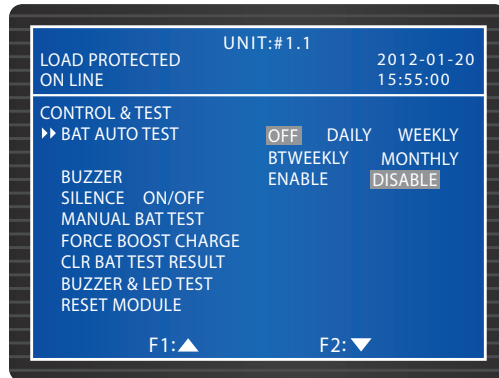 UNIT:#1.1
LOAD PROTECTED 2012-01-20
ON LINE 15:55:00
CONTROL & TEST
BAT AUTO TEST OFF DAILY WEEKLY
BTWEEKLY MONTHLY
BUZZER ENABLE DISABLE
SILENCE ON/OFF
MANUAL BAT TEST
FORCE BOOST CHARGE
CLR BAT TEST RESULT
BUZZER & LED TEST
RESET MODULE
F1:▲ F2:▼